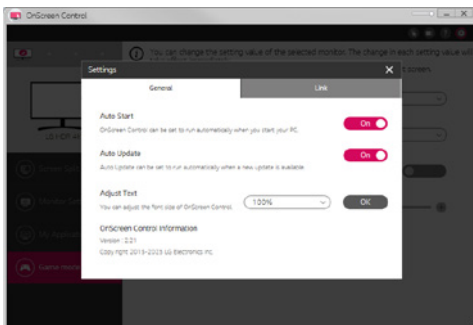 OnScreen Control
You can change the setting value of the selected monitor. The change in each setting value will
Settings
General
Link
Auto Start
On
OnScreen Control can be set to run automatically when you start your PC.
Auto Update
On
Auto Update can be set to run automatically when a new update is available.
Adjust Text
You can adjust the font size of OnScreen Control.
100%
OK
OnScreen Control Information
Version : 2.21
Copyright 2013-2023 LG Electronics Inc.
Game mode